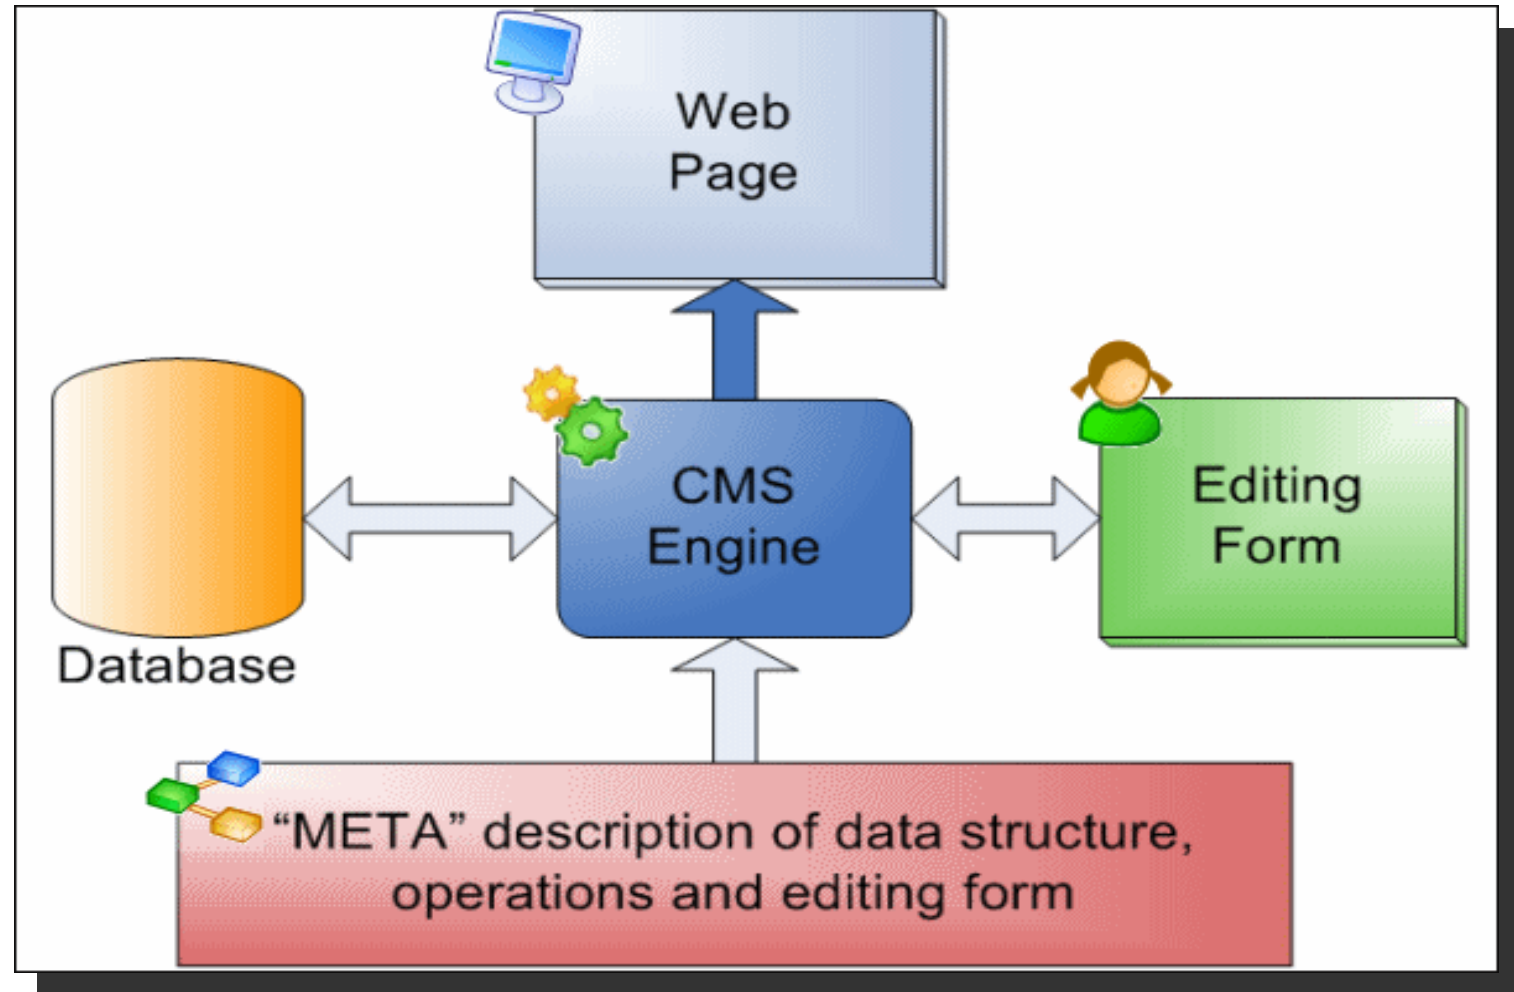 Web
Page
CMS
Engine
Editing
Form
Database
“META” description of data structure,
operations and editing form